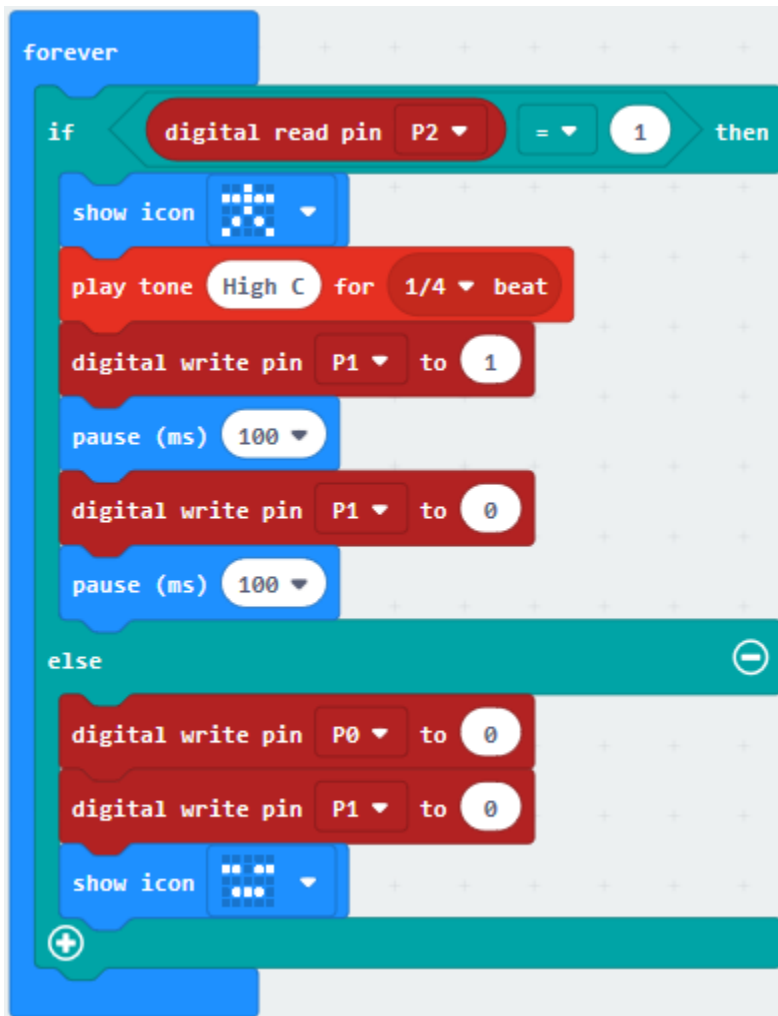 forever
if digital read pin P2 = 1 then
show icon
play tone High C for 1/4 beat
digital write pin P1 to 1
pause (ms) 100
digital write pin P1 to 0
pause (ms) 100
else
digital write pin P0 to 0
digital write pin P1 to 0
show icon